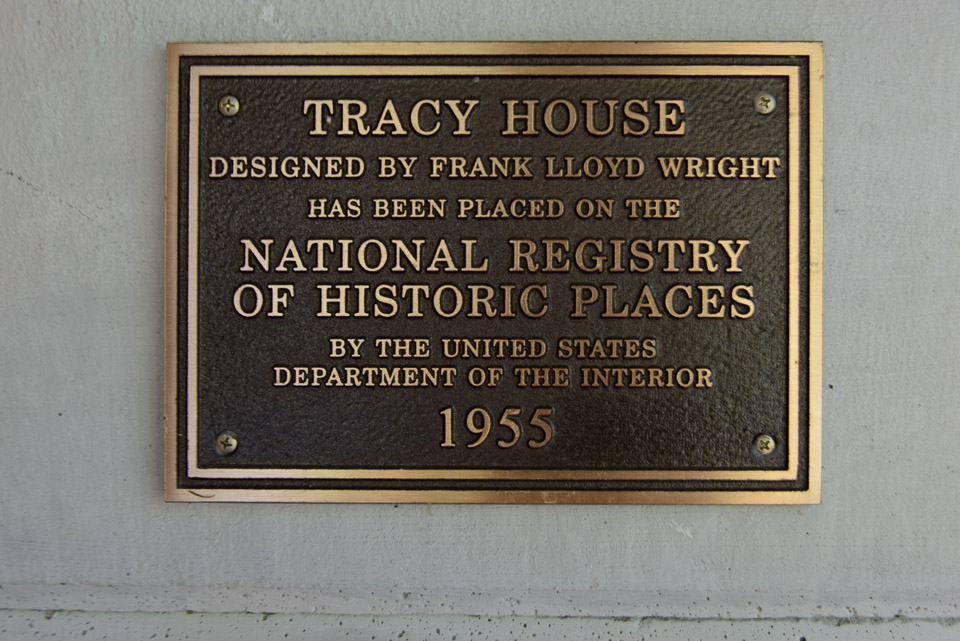 TRACY HOUSE
DESIGNED BY FRANK LLOYD WRIGHT
HAS BEEN PLACED ON THE
NATIONAL REGISTRY
OF HISTORIC PLACES
BY THE UNITED STATES
DEPARTMENT OF THE INTERIOR
1955